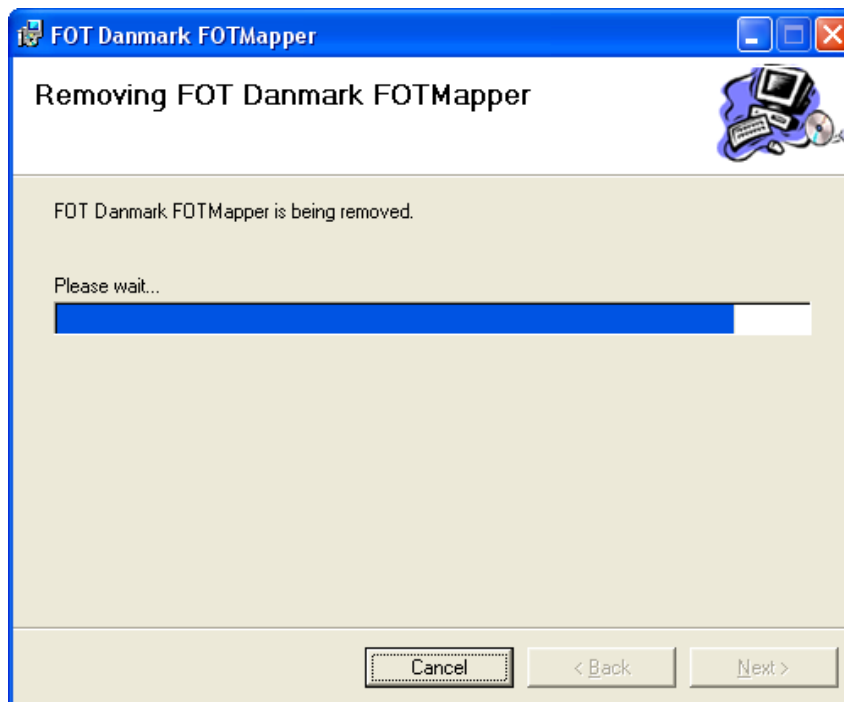 FOT Danmark FOTMapper
Removing FOT Danmark FOTMapper
FOT Danmark FOTMapper is being removed.
Please wait...
Cancel
< Back
Next >